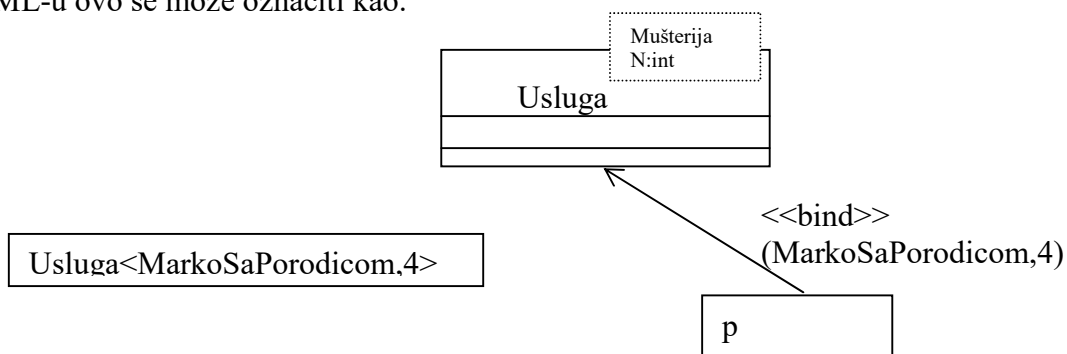 ML-u ovo se može označiti kao:
Mušterija
N:int
Usluga
<<bind>>
(MarkoSaPorodicom,4)
Usluga<MarkoSaPorodicom,4>
p